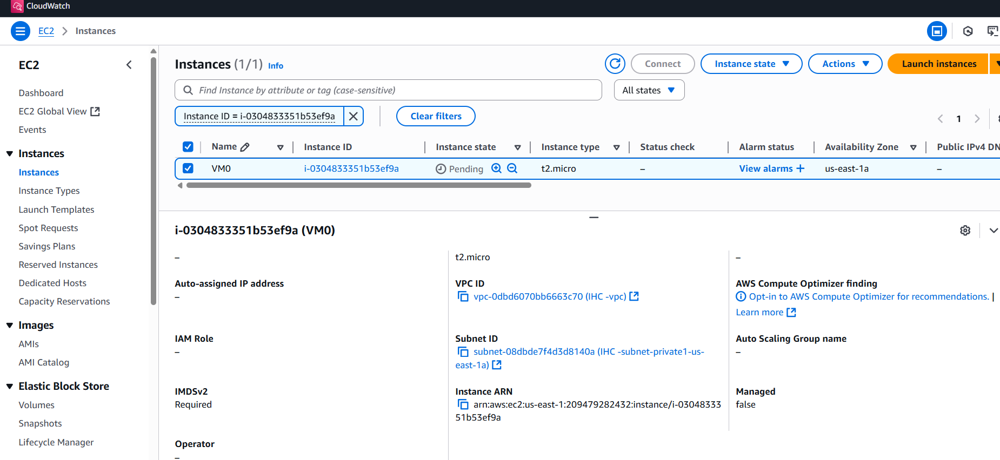 CloudWatch
EC2 > Instances
EC2
Dashboard
EC2 Global View
Events
Instances
Instances
Instance Types
Launch Templates
Spot Requests
Savings Plans
Reserved Instances
Dedicated Hosts
Capacity Reservations
Images
AMIs
AMI Catalog
Elastic Block Store
Volumes
Snapshots
Lifecycle Manager
Instances (1/1) Info
Connect
Instance state
Actions
Launch instances
Find Instance by attribute or tag (case-sensitive)
All states
Instance ID = i-0304833351b53ef9a
Clear filters
1
Name Instance ID Instance state Instance type Status check Alarm status Availability Zone Public IPv4 DN
VM0 i-0304833351b53ef9a Pending t2.micro – View alarms + us-east-1a –
i-0304833351b53ef9a (VM0)
–
Auto-assigned IP address
–
IAM Role
–
IMDSv2
Required
Operator
–
t2.micro
VPC ID
vpc-0dbd6070bb6663c70 (IHC -vpc)
Subnet ID
subnet-08dbde7f4d3d8140a (IHC -subnet-private1-us-
east-1a)
Instance ARN
arn:aws:ec2:us-east-1:209479282432:instance/i-03048333
51b53ef9a
–
AWS Compute Optimizer finding
Opt-in to AWS Compute Optimizer for recommendations. |
Learn more
Auto Scaling Group name
–
Managed
false